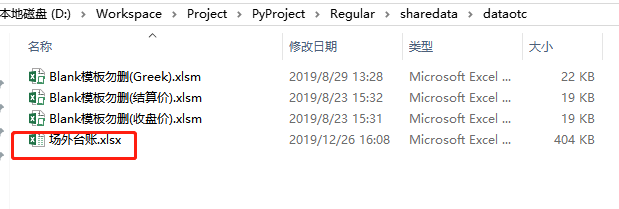 本地磁盘 (D:) > Workspace > Project > PyProject > Regular > sharedata > dataotc
名称 修改日期 类型 大小
Blank模板勿删(Greek).xlsm 2019/8/29 13:28 Microsoft Excel ... 22 KB
Blank模板勿删(结算价).xlsm 2019/8/23 15:32 Microsoft Excel ... 19 KB
Blank模板勿删(收盘价).xlsm 2019/8/23 15:31 Microsoft Excel ... 19 KB
场外台账.xlsx 2019/12/26 16:08 Microsoft Excel ... 404 KB